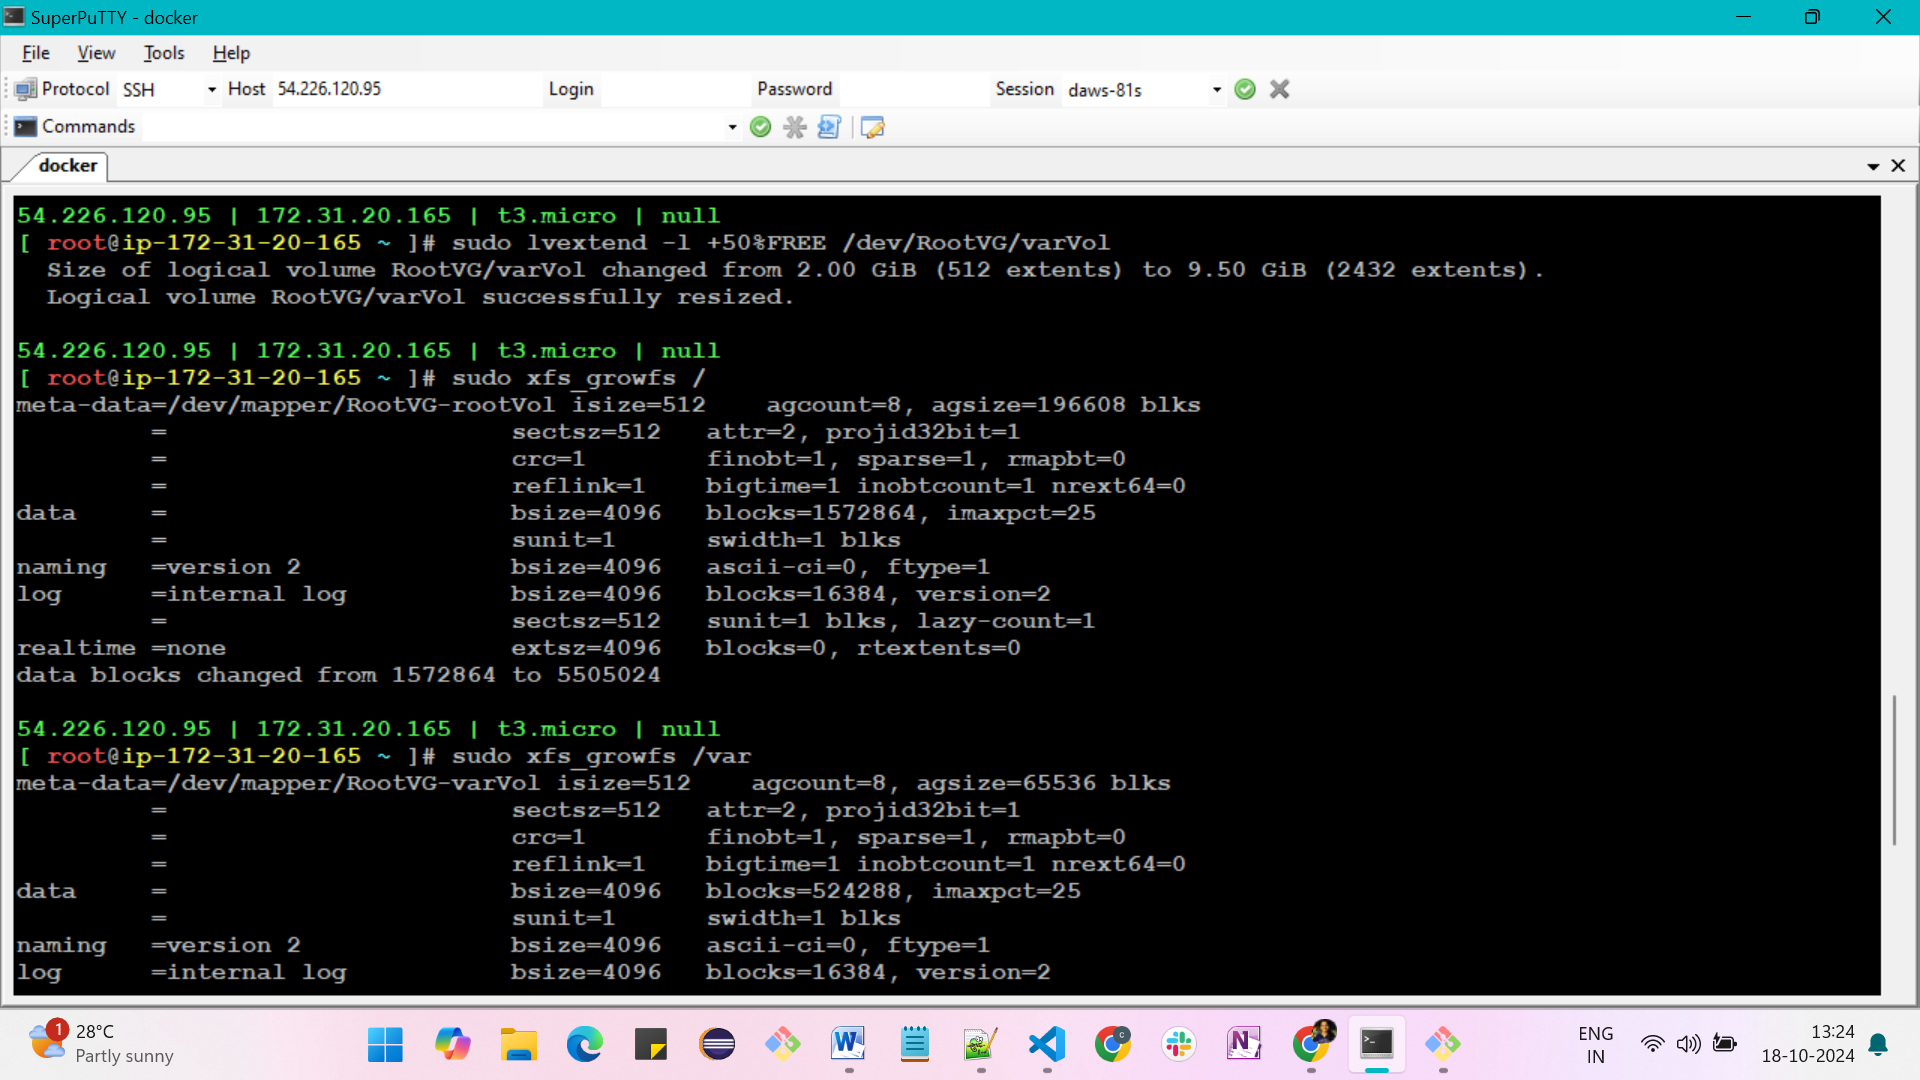 SuperPuTTY - docker
File View Tools Help
Protocol SSH Host 54.226.120.95 Login Password Session daws-81s
Commands
docker
54.226.120.95 | 172.31.20.165 | t3.micro | null
[ root@ip-172-31-20-165 ~ ]# sudo lvextend -l +50%FREE /dev/RootVG/varVol
  Size of logical volume RootVG/varVol changed from 2.00 GiB (512 extents) to 9.50 GiB (2432 extents).
  Logical volume RootVG/varVol successfully resized.
54.226.120.95 | 172.31.20.165 | t3.micro | null
[ root@ip-172-31-20-165 ~ ]# sudo xfs_growfs /
meta-data=/dev/mapper/RootVG-rootVol isize=512    agcount=8, agsize=196608 blks
         =                       sectsz=512   attr=2, projid32bit=1
         =                       crc=1        finobt=1, sparse=1, rmapbt=0
         =                       reflink=1    bigtime=1 inobtcount=1 nrext64=0
data     =                       bsize=4096   blocks=1572864, imaxpct=25
         =                       sunit=1      swidth=1 blks
naming   =version 2              bsize=4096   ascii-ci=0, ftype=1
log      =internal log           bsize=4096   blocks=16384, version=2
         =                       sectsz=512   sunit=1 blks, lazy-count=1
realtime =none                   extsz=4096   blocks=0, rtextents=0
data blocks changed from 1572864 to 5505024
54.226.120.95 | 172.31.20.165 | t3.micro | null
[ root@ip-172-31-20-165 ~ ]# sudo xfs_growfs /var
meta-data=/dev/mapper/RootVG-varVol isize=512    agcount=8, agsize=65536 blks
         =                       sectsz=512   attr=2, projid32bit=1
         =                       crc=1        finobt=1, sparse=1, rmapbt=0
         =                       reflink=1    bigtime=1 inobtcount=1 nrext64=0
data     =                       bsize=4096   blocks=524288, imaxpct=25
         =                       sunit=1      swidth=1 blks
naming   =version 2              bsize=4096   ascii-ci=0, ftype=1
log      =internal log           bsize=4096   blocks=16384, version=2
1 28°C
Partly sunny
ENG
IN
13:24
18-10-2024